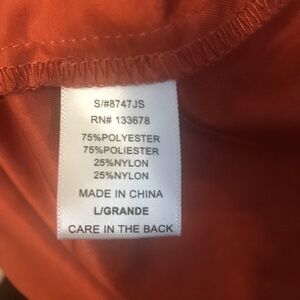 S/#8747JS
RN# 133678
75%POLYESTER
75%POLIESTER
25%NYLON
25%NYLON
MADE IN CHINA
L/GRANDE
CARE IN THE BACK